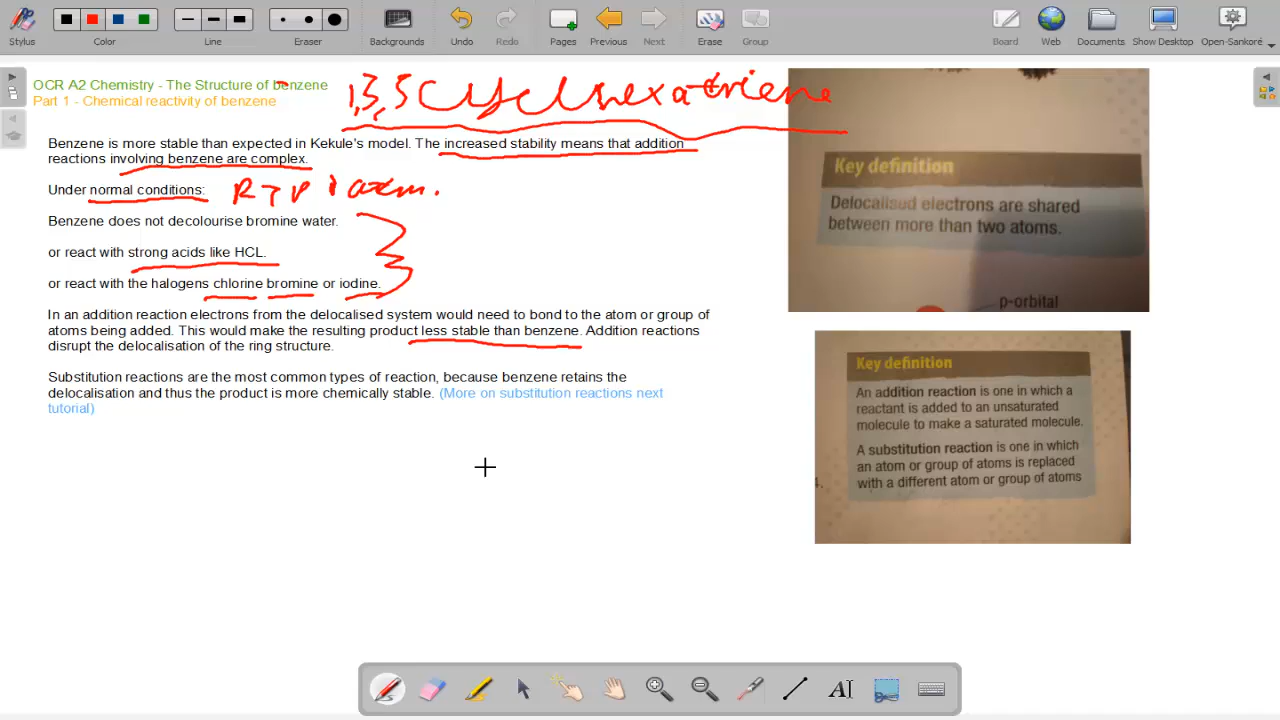 Stylus
Color
Line
Eraser
Backgrounds
Undo
Redo
Pages
Previous
Next
Erase
Group
Board
Web
Documents
Show Desktop
Open-Sankoré
OCR A2 Chemistry - The Structure of benzene
Part 1 - Chemical reactivity of benzene
1,3,5 Cyclohexa-triene
Benzene is more stable than expected in Kekule's model. The increased stability means that addition
reactions involving benzene are complex.
Under normal conditions:
RTP 1 atm.
Benzene does not decolourise bromine water.
or react with strong acids like HCL.
or react with the halogens chlorine bromine or iodine.
In an addition reaction electrons from the delocalised system would need to bond to the atom or group of
atoms being added. This would make the resulting product less stable than benzene. Addition reactions
disrupt the delocalisation of the ring structure.
Substitution reactions are the most common types of reaction, because benzene retains the
delocalisation and thus the product is more chemically stable. (More on substitution reactions next
tutorial)
Key definition
Delocalised electrons are shared
between more than two atoms.
p-orbital
Key definition
An addition reaction is one in which a
reactant is added to an unsaturated
molecule to make a saturated molecule.
A substitution reaction is one in which
an atom or group of atoms is replaced
with a different atom or group of atoms